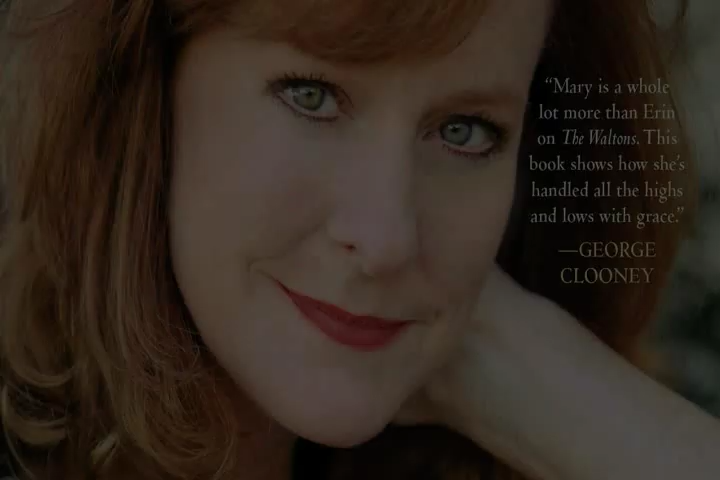 “Mary is a whole
lot more than Erin
on The Waltons. This
book shows how she’s
handled all the highs
and lows with grace.”
—GEORGE
CLOONEY